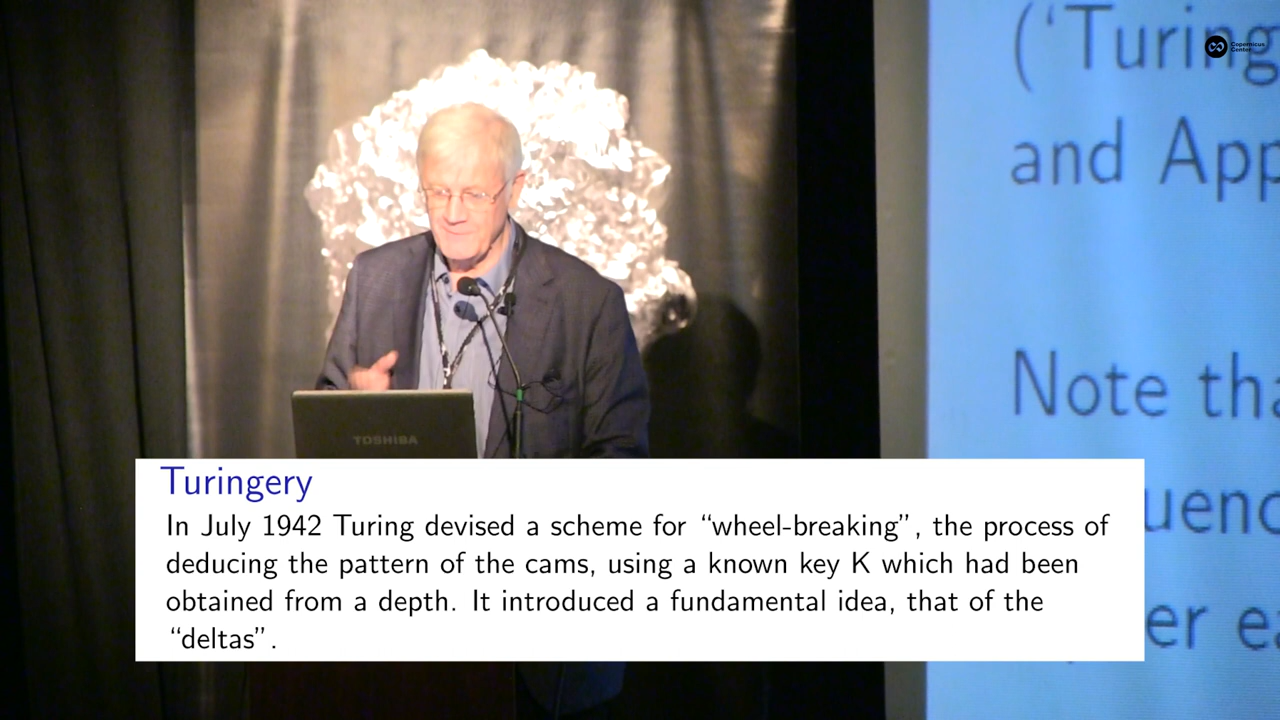 Copernicus
Center
('Turing
and App
Note tha
uenc
er ea
TOSHIBA
Turingery
In July 1942 Turing devised a scheme for “wheel-breaking”, the process of
deducing the pattern of the cams, using a known key K which had been
obtained from a depth. It introduced a fundamental idea, that of the
“deltas”.